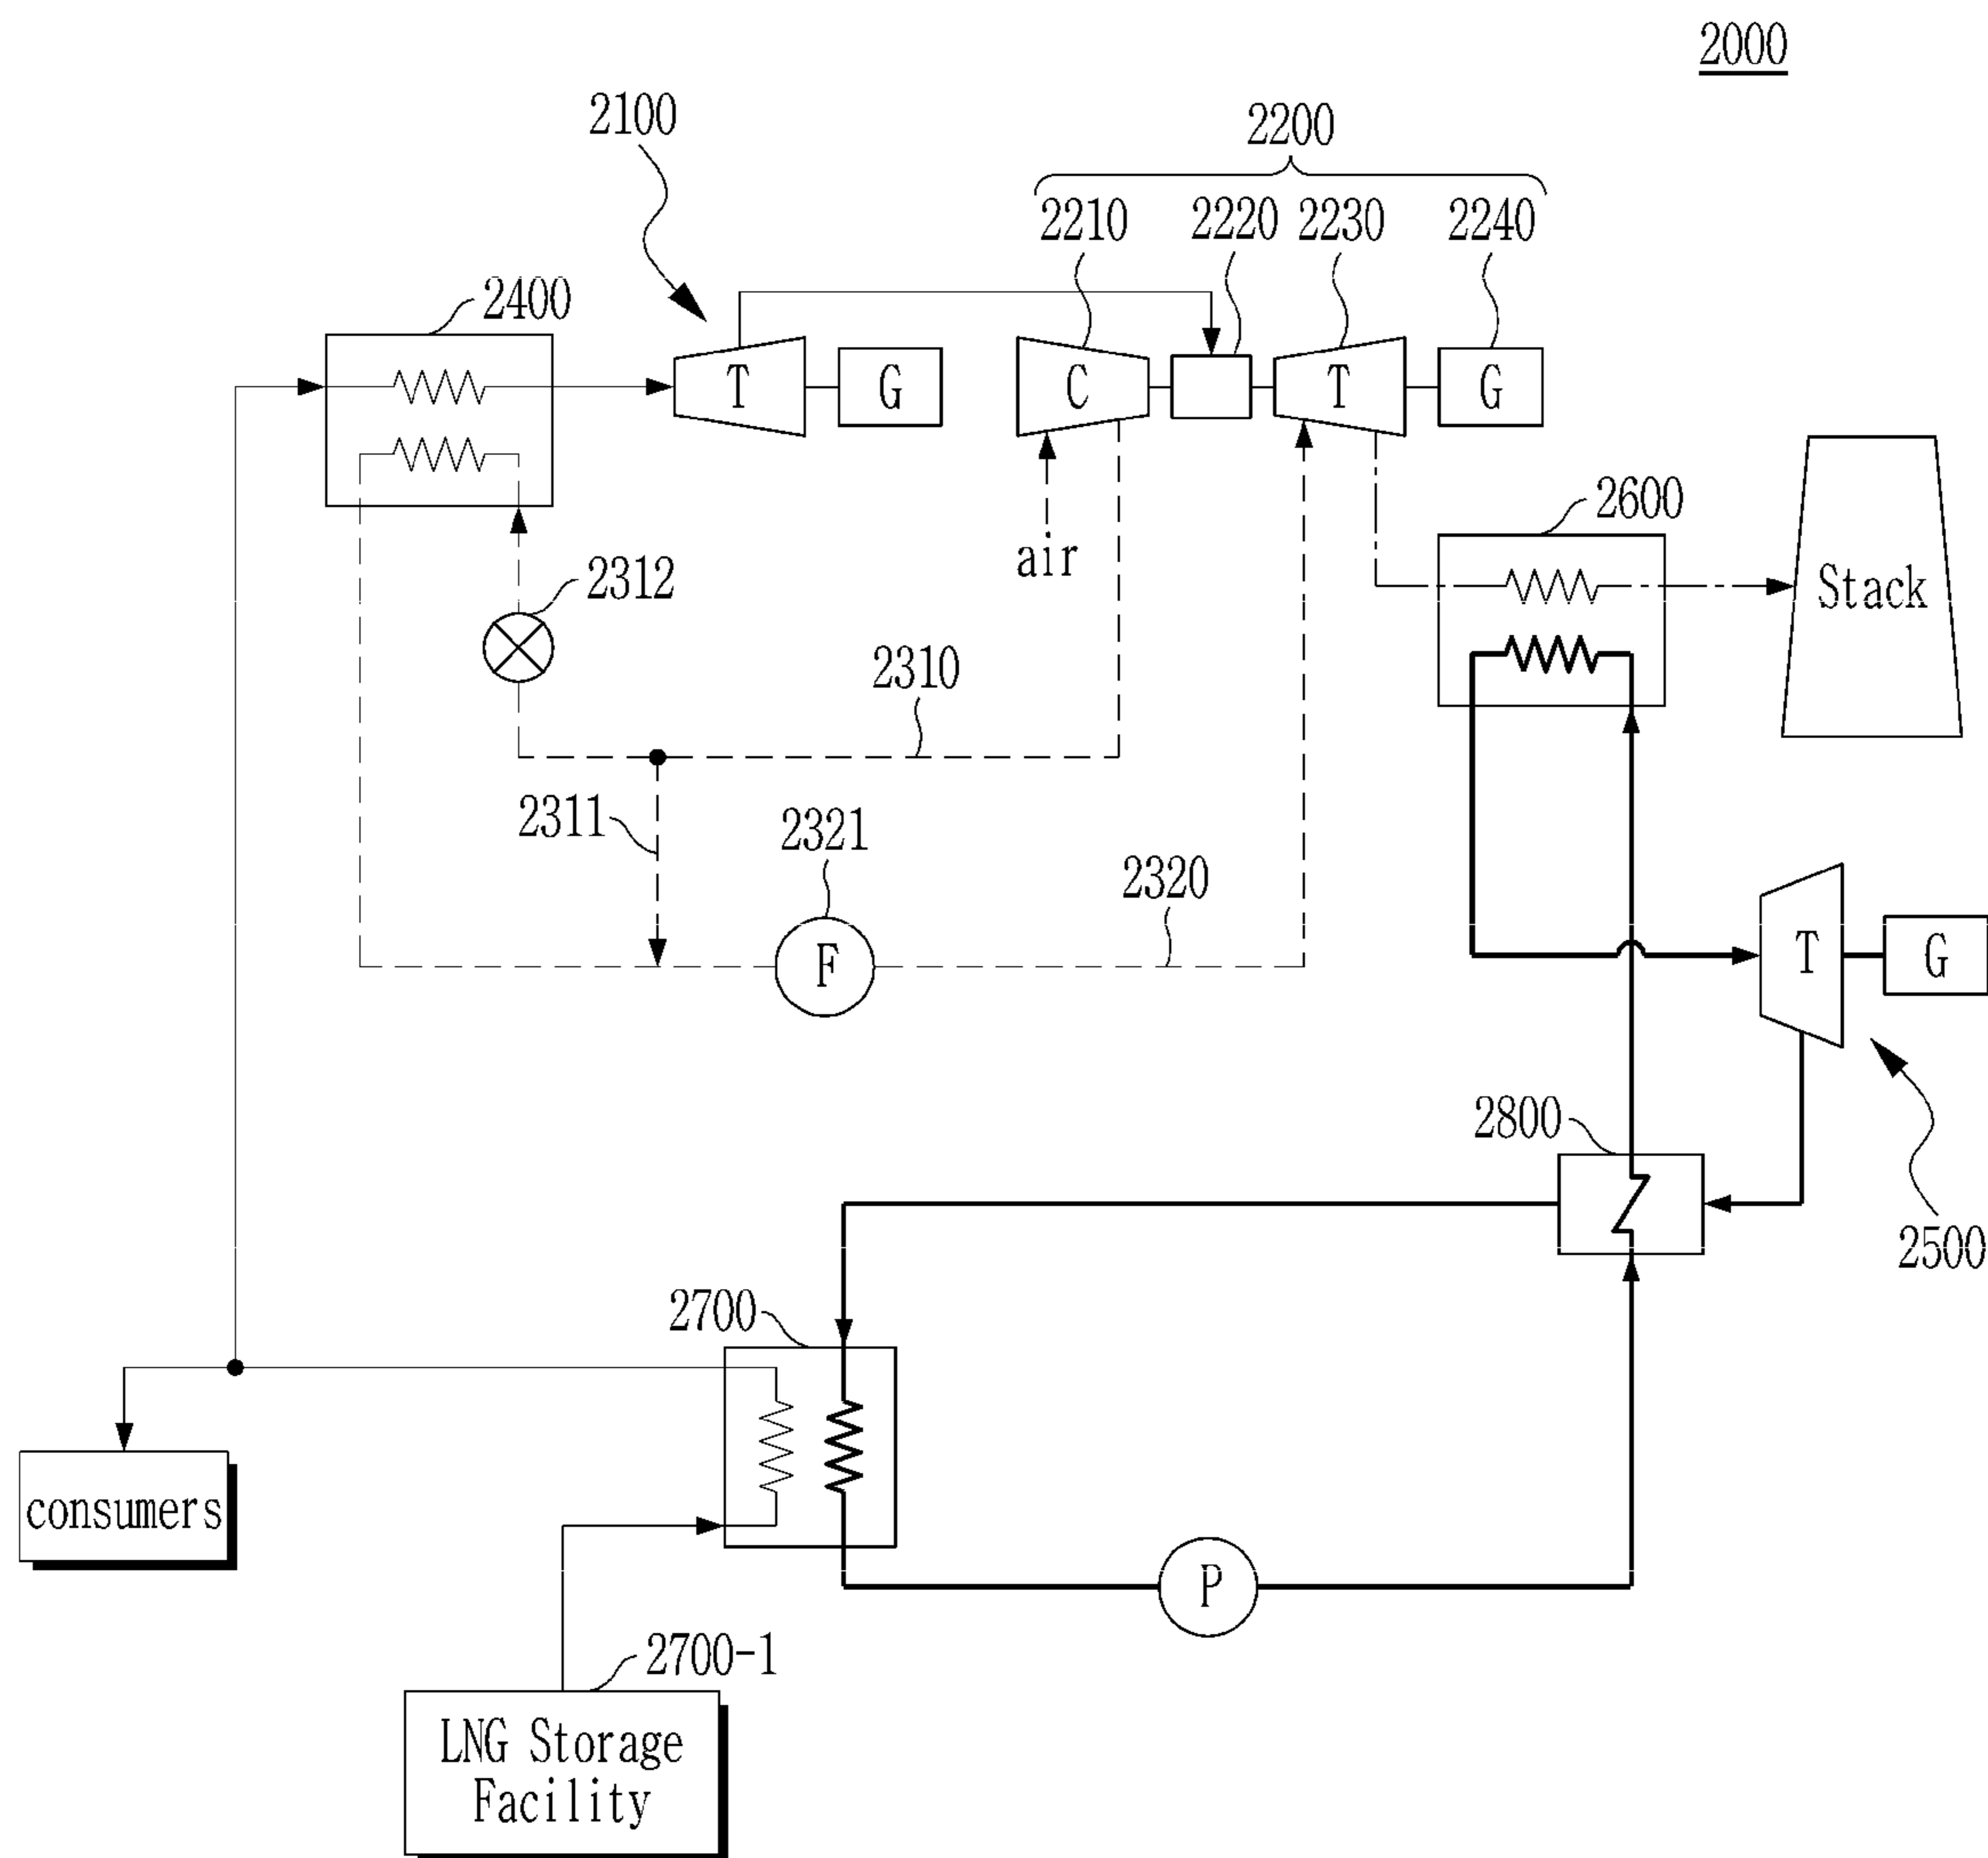 2000
2100
2200
2210
2220
2230
2240
2400
T
G
C
T
G
2600
air
2312
Stack
2310
2311
2321
2320
F
T
G
2800
2500
2700
consumers
P
2700-1
LNG Storage
Facility